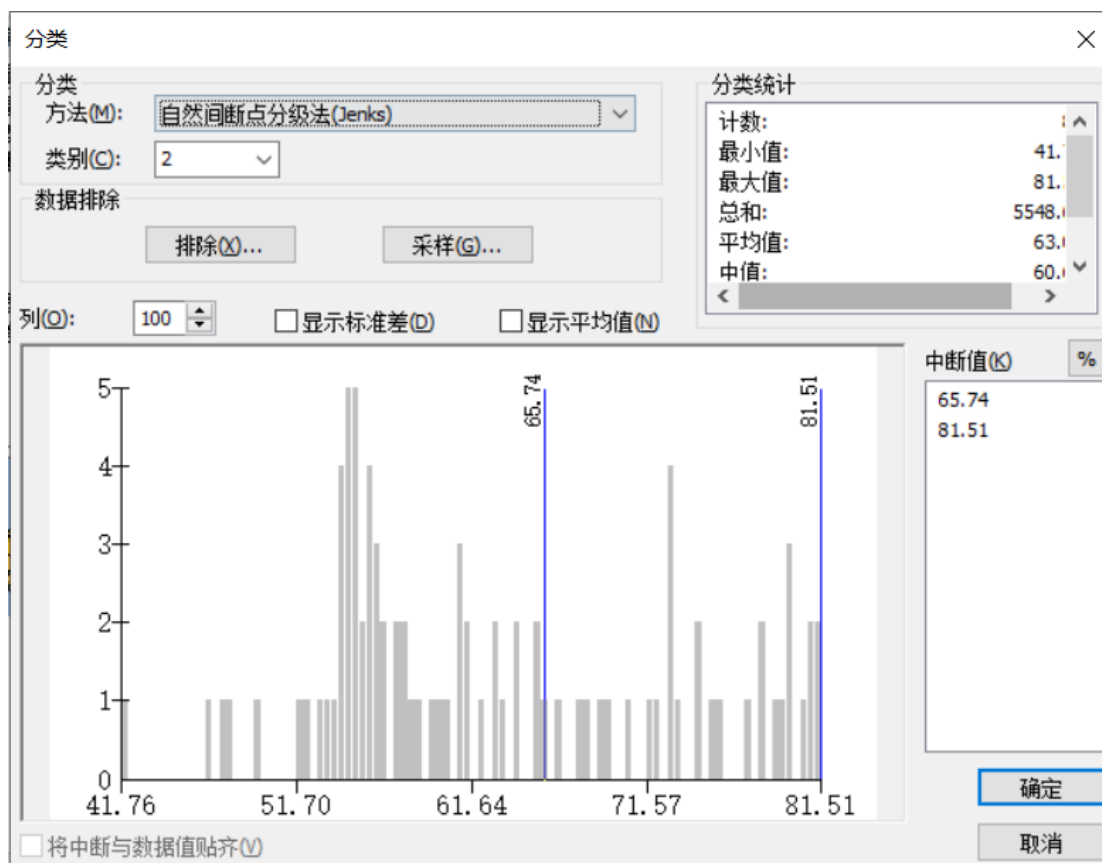 分类
分类
方法(M):
自然间断点分级法(Jenks)
类别(C):
2
数据排除
排除(X)...
采样(G)...
分类统计
计数:
最小值: 41.
最大值: 81.
总和: 5548.
平均值: 63.
中值: 60.
列(O):
100
显示标准差(D)
显示平均值(N)
中断值(K)
%
65.74
81.51
5
4
3
2
1
0
65.74
81.51
41.76 51.70 61.64 71.57 81.51
将中断与数据值贴齐(V)
确定
取消